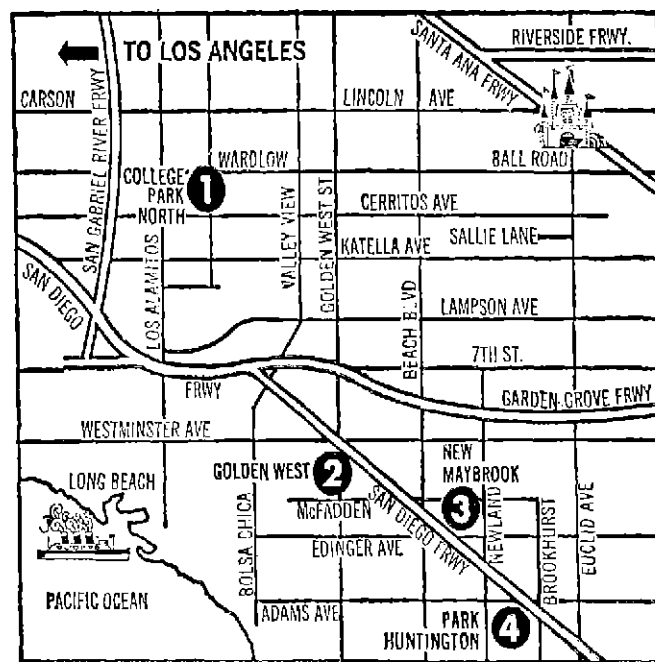 TO LOS ANGELES
RIVERSIDE FRWY.
SANTA ANA FRWY
CARSON
LINCOLN AVE
SAN GABRIEL RIVER FRWY
WARDLOW
BALL ROAD
COLLEGE
PARK
NORTH
1
CERRITOS AVE
SALLIE LANE
KATELLA AVE
LOS ALAMITOS
VALLEY VIEW
GOLDEN WEST ST
SAN DIEGO
FRWY
LAMPSON AVE
BEACH BLVD
7TH ST.
GARDEN GROVE FRWY
WESTMINSTER AVE
GOLDEN WEST
2
NEW
MAYBROOK
3
LONG BEACH
McFADDEN
SAN DIEGO FRWY
NEWLAND
BROOKHURST
EUCLID AVE
BOLSA CHICA
EDINGER AVE
PACIFIC OCEAN
ADAMS AVE
PARK
HUNTINGTON
4